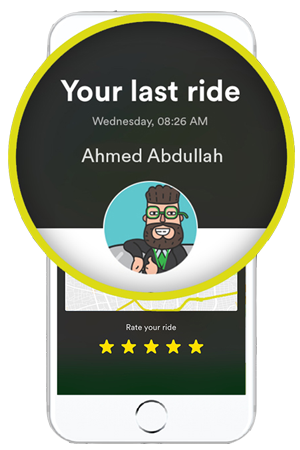 Your last ride
Wednesday, 08:26 AM
Ahmed Abdullah
Rate your ride